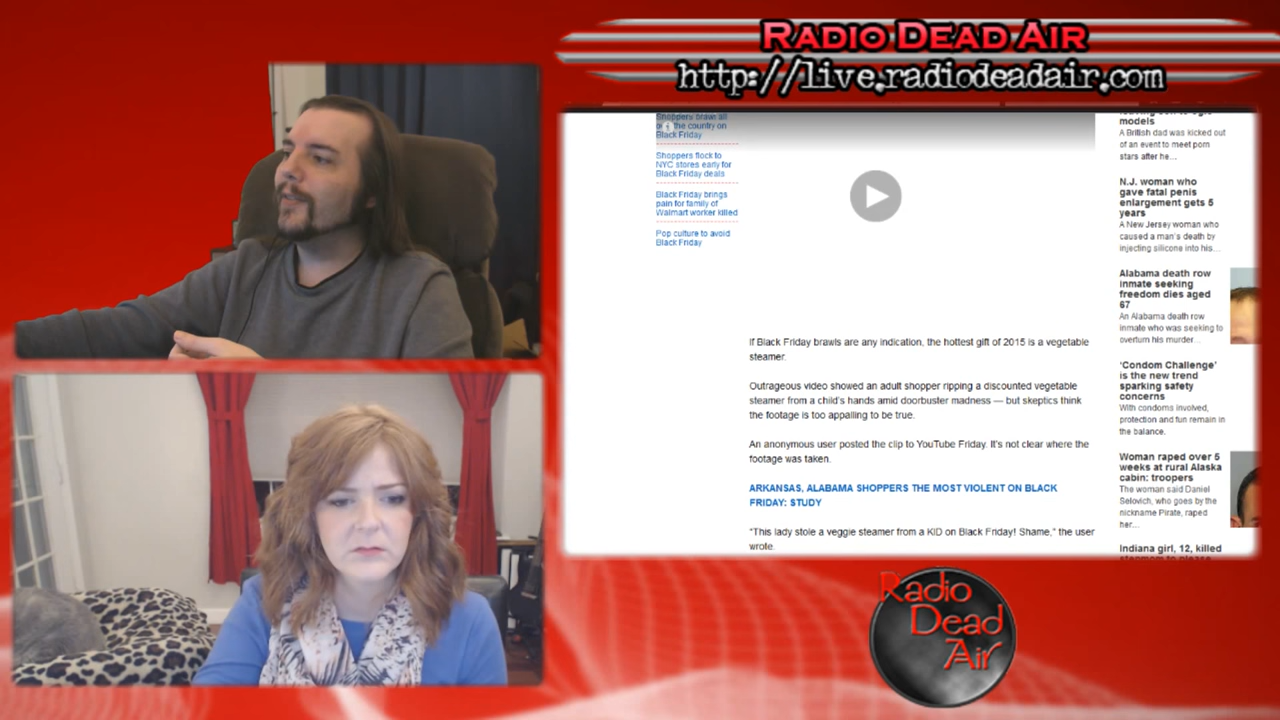 RADIO DEAD AIR
http://live.radiodeadair.com
Shoppers brawl all
the country on
Black Friday
Shoppers flock to
NYC stores early for
Black Friday deals
Black Friday brings
pain for family of
Walmart worker killed
Pop culture to avoid
Black Friday
If Black Friday brawls are any indication, the hottest gift of 2015 is a vegetable
steamer.
Outrageous video showed an adult shopper ripping a discounted vegetable
steamer from a child's hands amid doorbuster madness — but skeptics think
the footage is too appalling to be true.
An anonymous user posted the clip to YouTube Friday. It's not clear where the
footage was taken.
ARKANSAS, ALABAMA SHOPPERS THE MOST VIOLENT ON BLACK
FRIDAY: STUDY
"This lady stole a veggie steamer from a KID on Black Friday! Shame," the user
wrote.
models
A British dad was kicked out
of an event to meet porn
stars after he...
N.J. woman who
gave fatal penis
enlargement gets 5
years
A New Jersey woman who
caused a man's death by
injecting silicone into his...
Alabama death row
inmate seeking
freedom dies aged
67
An Alabama death row
inmate who was seeking to
overturn his murder...
'Condom Challenge'
is the new trend
sparking safety
concerns
With condoms involved,
protection and fun remain in
the balance.
Woman raped over 5
weeks at rural Alaska
cabin: troopers
The woman said Daniel
Selovich, who goes by the
nickname Pirate, raped
her...
Indiana girl, 12, killed
Radio
Dead
Air